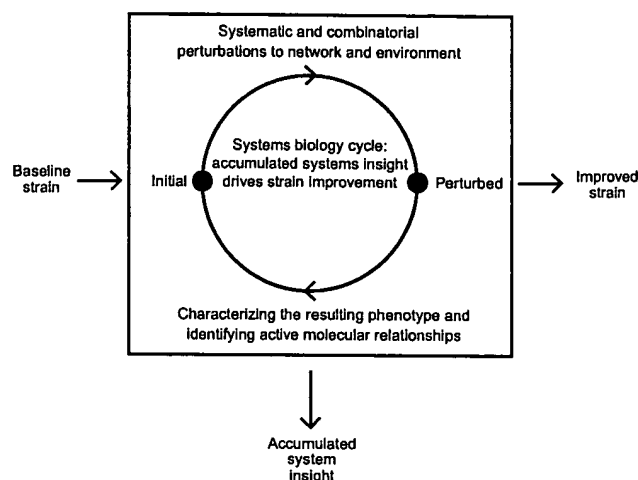 Systematic and combinatorial
perturbations to network and environment
Systems biology cycle:
accumulated systems insight
drives strain improvement
Baseline
strain
Initial
Perturbed
Improved
strain
Characterizing the resulting phenotype and
identifying active molecular relationships
Accumulated
system
insight